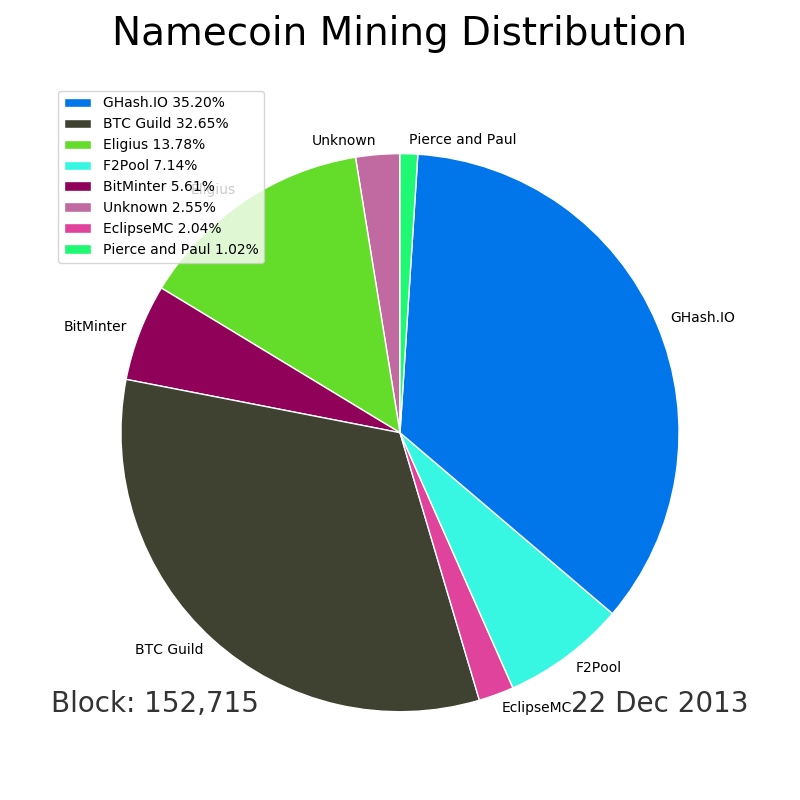 Namecoin Mining Distribution
GHash.IO 35.20%
BTC Guild 32.65%
Eligius 13.78%
F2Pool 7.14%
BitMinter 5.61%
Unknown 2.55%
EclipseMC 2.04%
Pierce and Paul 1.02%
Unknown
Pierce and Paul
Eligius
GHash.IO
BitMinter
BTC Guild
F2Pool
EclipseMC
Block: 152,715
22 Dec 2013